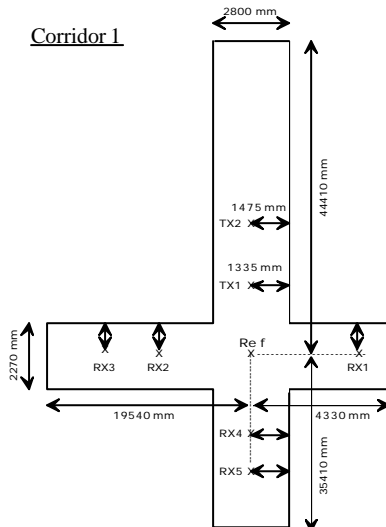 2800 mm
Corridor 1
44410 mm
1475 mm
TX2 x
1335 mm
TX1 x
2270 mm
Re f
x
x x x
RX3 RX2 RX1
19540 mm 4330 mm
RX4 x
35410 mm
RX5 x